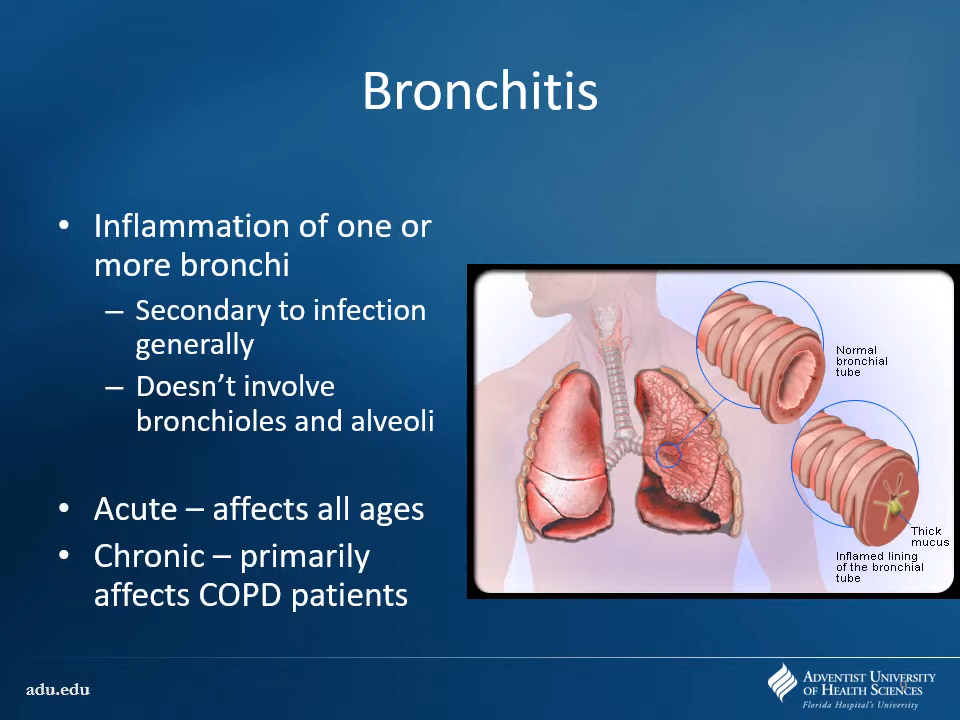 Bronchitis
• Inflammation of one or
more bronchi
– Secondary to infection
generally
– Doesn’t involve
bronchioles and alveoli
• Acute – affects all ages
• Chronic – primarily
affects COPD patients
Normal
bronchial
tube
Thick
mucus
Inflamed lining
of the bronchial
tube
adu.edu
ADVENTIST UNIVERSITY
OF HEALTH SCIENCES
Florida Hospital's University